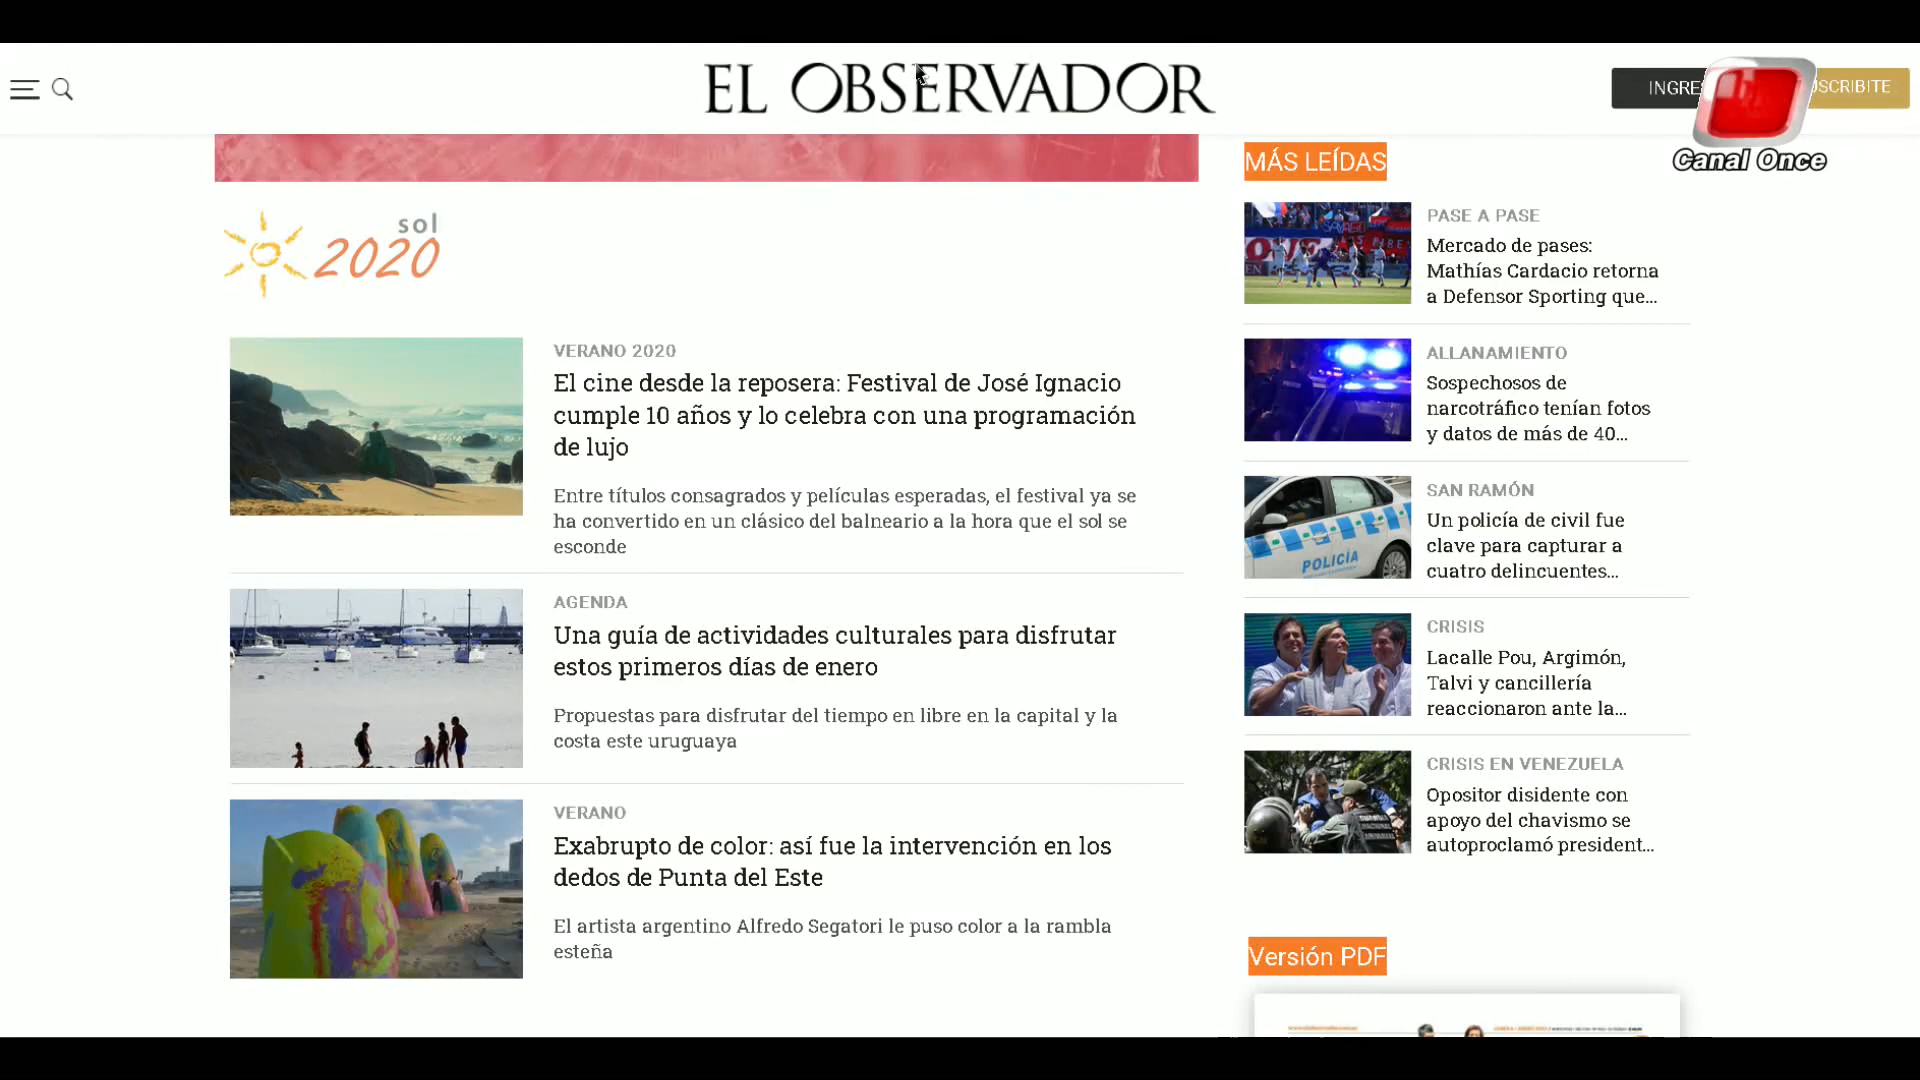 EL OBSERVADOR
INGRE
USCRIBITE
Canal Once
sol
2020
VERANO 2020
El cine desde la reposera: Festival de José Ignacio
cumple 10 años y lo celebra con una programación
de lujo
Entre títulos consagrados y películas esperadas, el festival ya se
ha convertido en un clásico del balneario a la hora que el sol se
esconde
AGENDA
Una guía de actividades culturales para disfrutar
estos primeros días de enero
Propuestas para disfrutar del tiempo en libre en la capital y la
costa este uruguaya
VERANO
Exabrupto de color: así fue la intervención en los
dedos de Punta del Este
El artista argentino Alfredo Segatori le puso color a la rambla
esteña
MÁS LEÍDAS
PASE A PASE
Mercado de pases:
Mathías Cardacio retorna
a Defensor Sporting que...
ALLANAMIENTO
Sospechosos de
narcotráfico tenían fotos
y datos de más de 40...
SAN RAMÓN
Un policía de civil fue
clave para capturar a
cuatro delincuentes...
POLICÍA
CRISIS
Lacalle Pou, Argimón,
Talvi y cancillería
reaccionaron ante la...
CRISIS EN VENEZUELA
Opositor disidente con
apoyo del chavismo se
autoproclamó president...
Versión PDF